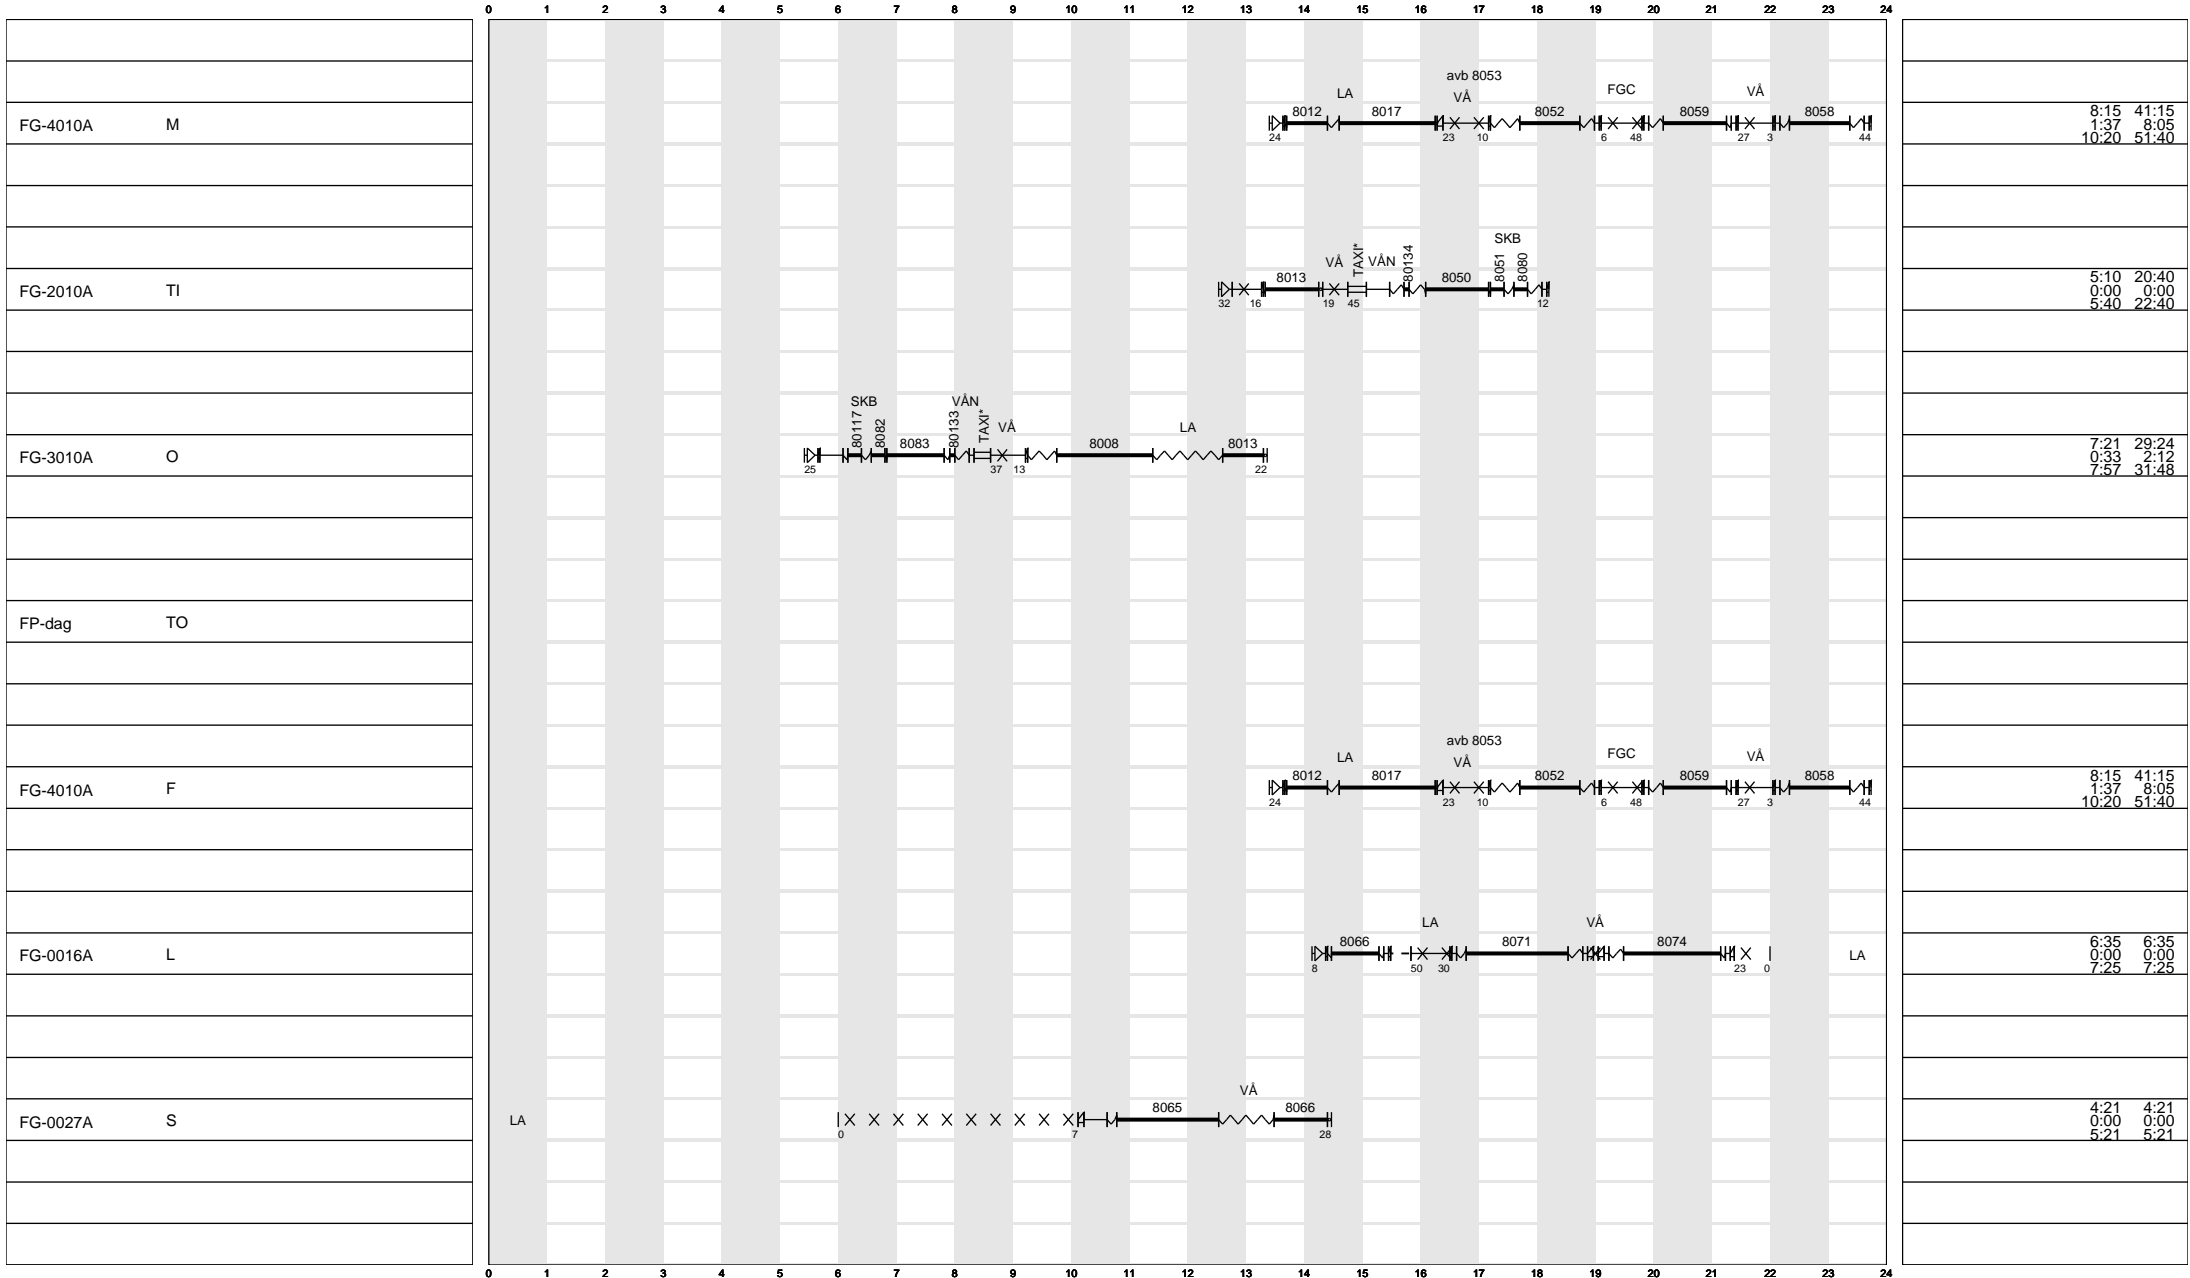 0 1 2 3 4 5 6 7 8 9 10 11 12 13 14 15 16 17 18 19 20 21 22 23 24
avb 8053
LA VÅ FGC VÅ
8012 8017 8052 8059 8058
FG-4010A M 8:15 41:15
1:37 8:05
24 23 10 6 48 27 3 44 10:20 51:40
SKB
VÅ TAXI* VÅN 80134 8051 8080
8013 8050
FG-2010A TI 5:10 20:40
0:00 0:00
32 16 19 45 12 5:40 22:40
SKB VÅN
80117 8082 80133 TAXI* VÅ LA
8083 8008 8013
FG-3010A O 7:21 29:24
0:33 2:12
25 37 13 22 7:57 31:48
FP-dag TO
avb 8053
LA VÅ FGC VÅ
8012 8017 8052 8059 8058
FG-4010A F 8:15 41:15
1:37 8:05
24 23 10 6 48 27 3 44 10:20 51:40
LA VÅ
8066 8071 8074
FG-0016A L LA 6:35 6:35
0:00 0:00
8 50 30 23 0 7:25 7:25
VÅ
8065 8066
FG-0027A S LA 4:21 4:21
0:00 0:00
0 7 28 5:21 5:21
0 1 2 3 4 5 6 7 8 9 10 11 12 13 14 15 16 17 18 19 20 21 22 23 24